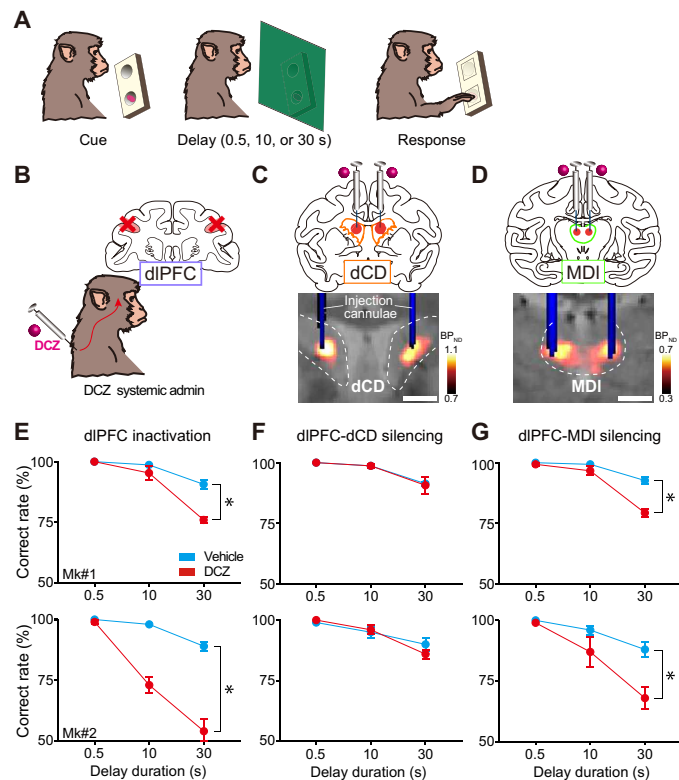 A
Cue
Delay (0.5, 10, or 30 s)
Response
B
dlPFC
DCZ
DCZ systemic admin
C
dCD
Injection
cannulae
dCD
BPND
1.1
0.7
D
MDl
MDl
BPND
0.7
0.3
E
dlPFC inactivation
Correct rate (%)
100
75
50
Vehicle
DCZ
*
Mk#1
0.5
10
30
Correct rate (%)
100
75
50
*
Mk#2
0.5
10
30
Delay duration (s)
F
dlPFC-dCD silencing
100
75
50
0.5
10
30
100
75
50
0.5
10
30
Delay duration (s)
G
dlPFC-MDl silencing
100
75
50
*
0.5
10
30
100
75
50
*
0.5
10
30
Delay duration (s)